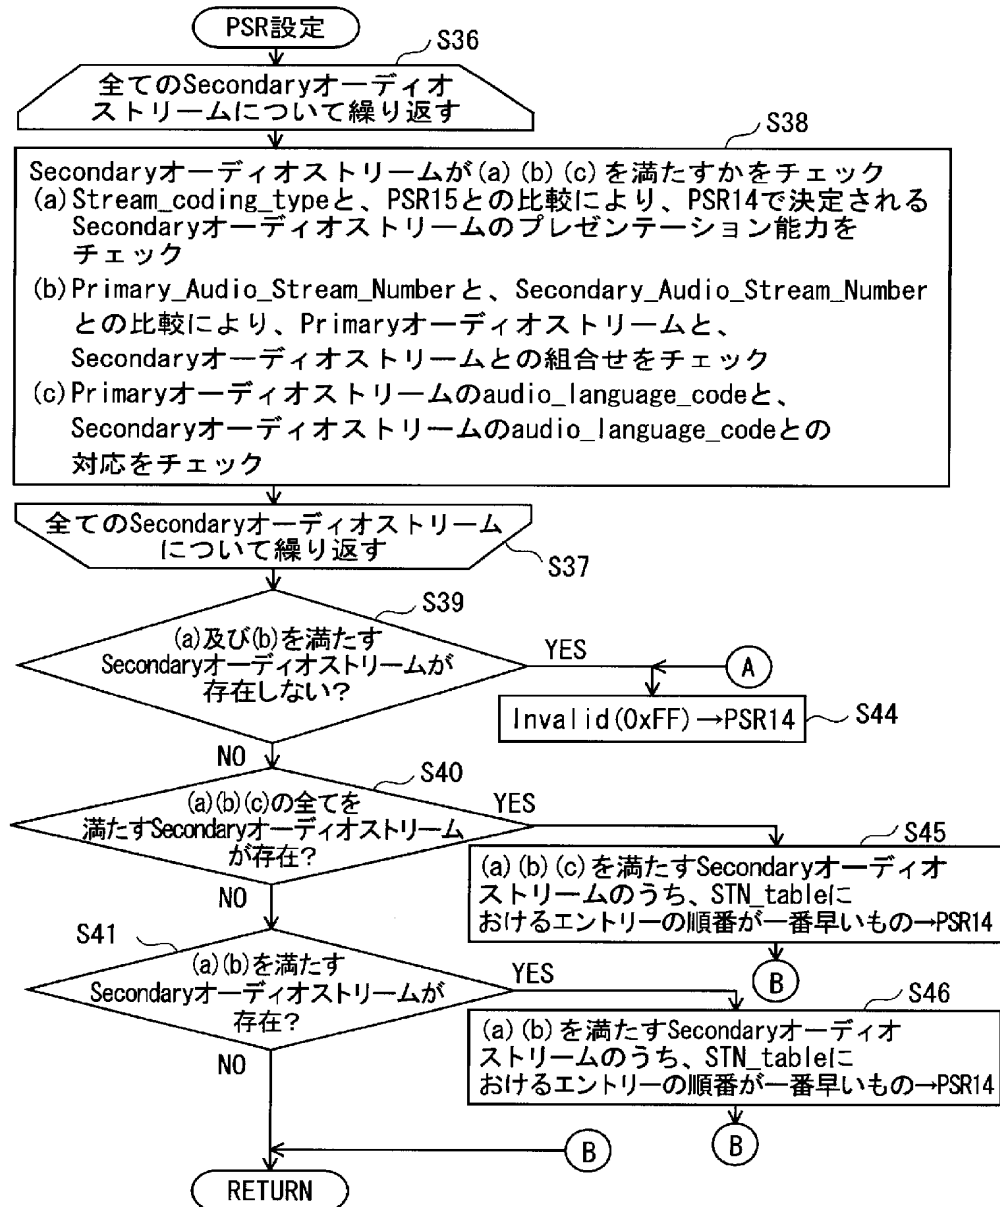 PSR設定
S36
全てのSecondaryオーディオ
ストリームについて繰り返す
S38
Secondaryオーディオストリームが(a)(b)(c)を満たすかをチェック
(a)Stream_coding_typeと、PSR15との比較により、PSR14で決定される
Secondaryオーディオストリームのプレゼンテーション能力を
チェック
(b)Primary_Audio_Stream_Numberと、Secondary_Audio_Stream_Number
との比較により、Primaryオーディオストリームと、
Secondaryオーディオストリームとの組合せをチェック
(c)Primaryオーディオストリームのaudio_language_codeと、
Secondaryオーディオストリームのaudio_language_codeとの
対応をチェック
全てのSecondaryオーディオストリーム
について繰り返す
S37
S39
(a)及び(b)を満たす
Secondaryオーディオストリームが
存在しない?
YES
A
Invalid(0xFF)→PSR14
S44
NO
S40
(a)(b)(c)の全てを
満たすSecondaryオーディオストリーム
が存在?
YES
S45
(a)(b)(c)を満たすSecondaryオーディオ
ストリームのうち、STN_tableに
おけるエントリーの順番が一番早いもの→PSR14
B
NO
S41
(a)(b)を満たす
Secondaryオーディオストリームが
存在?
YES
S46
(a)(b)を満たすSecondaryオーディオ
ストリームのうち、STN_tableに
おけるエントリーの順番が一番早いもの→PSR14
B
NO
B
RETURN